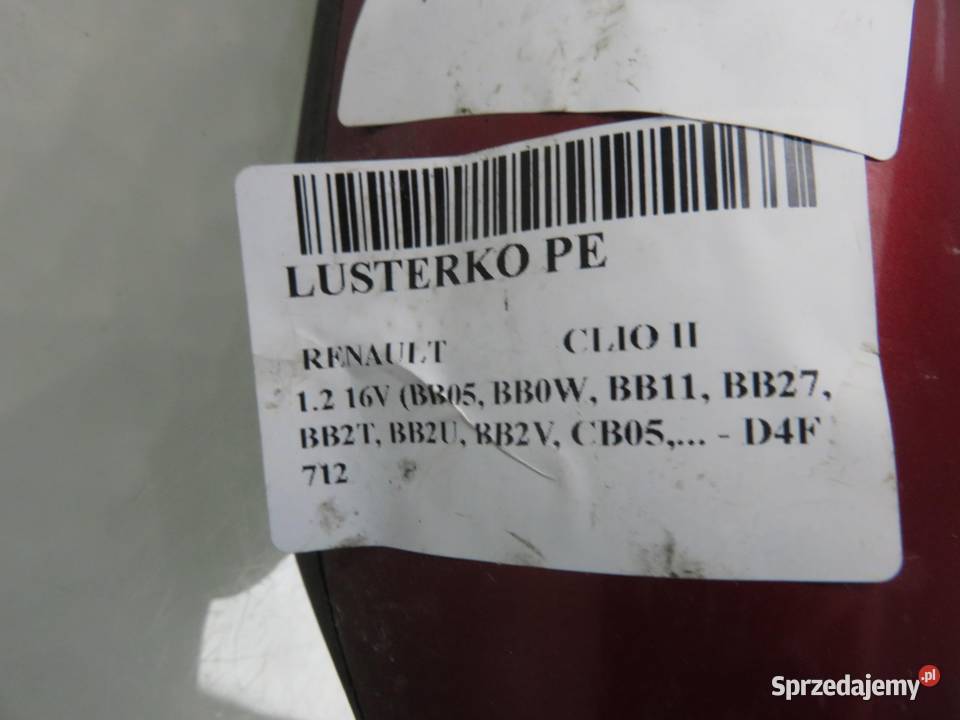 LUSTERKO PE
RENAULT CLIO II
1.2 16V (BB05, BB0W, BB11, BB27,
BB2T, BB2U, BB2V, CB05,... - D4F
712
Sprzedajemy.pl